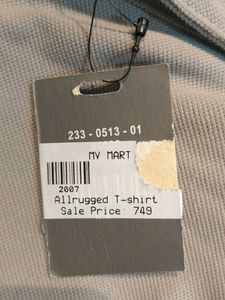 233 - 0513 - 01
MV MART
2007
Allrugged T-shirt
Sale Price: 749